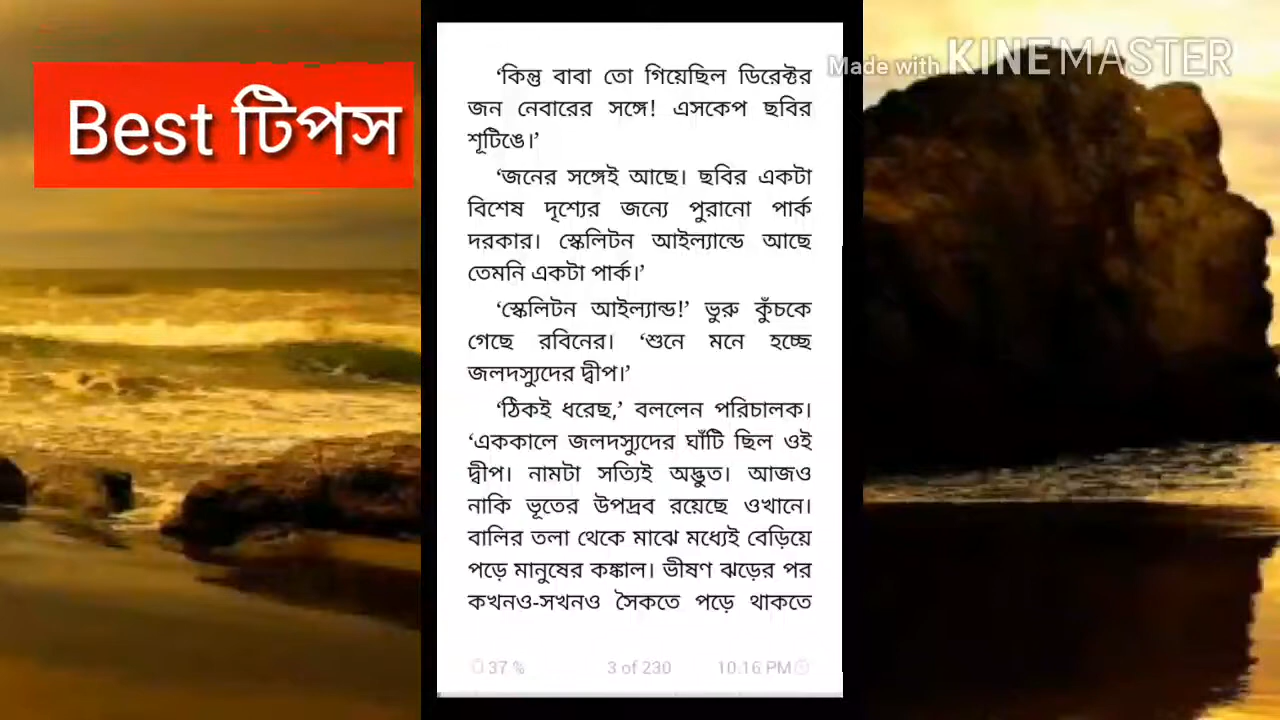 Best টিপস
Made with KINEMASTER
‘কিন্তু বাবা তো গিয়েছিল ডিরেক্টর
জন নেবারের সঙ্গে! এসকেপ ছবির
শূটিঙে।’
‘জনের সঙ্গেই আছে। ছবির একটা
বিশেষ দৃশ্যের জন্যে পুরানো পার্ক
দরকার। স্কেলিটন আইল্যান্ডে আছে
তেমনি একটা পার্ক।’
‘স্কেলিটন আইল্যান্ড!’ ভুরু কুঁচকে
গেছে রবিনের। ‘শুনে মনে হচ্ছে
জলদস্যুদের দ্বীপ।’
‘ঠিকই ধরেছ,’ বললেন পরিচালক।
‘এককালে জলদস্যুদের ঘাঁটি ছিল ওই
দ্বীপ। নামটা সত্যিই অদ্ভুত। আজও
নাকি ভূতের উপদ্রব রয়েছে ওখানে।
বালির তলা থেকে মাঝে মধ্যেই বেড়িয়ে
পড়ে মানুষের কঙ্কাল। ভীষণ ঝড়ের পর
কখনও-সখনও সৈকতে পড়ে থাকতে
37 % 3 of 230 10:16 PM